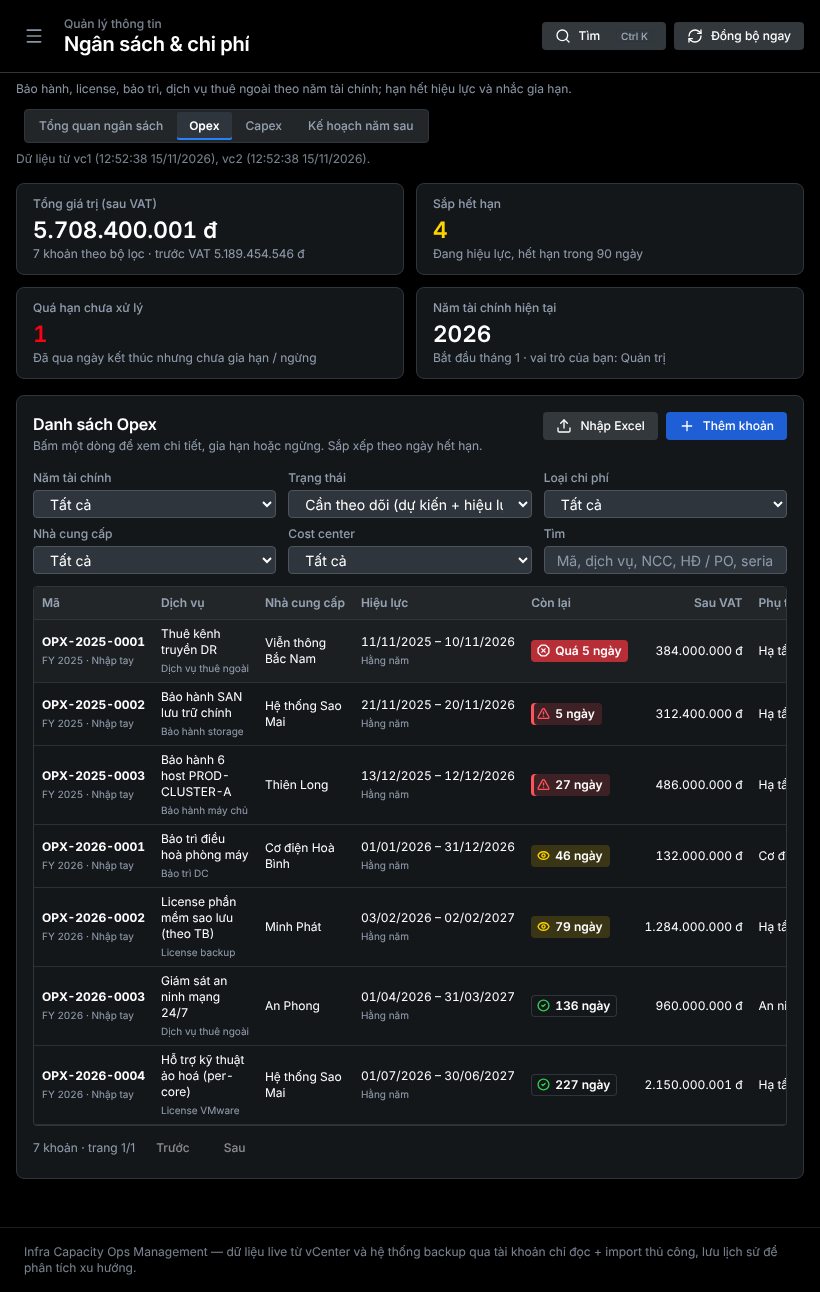 Quản lý thông tin
Ngân sách & chi phí
Tìm Ctrl K
Đồng bộ ngay
Bảo hành, license, bảo trì, dịch vụ thuê ngoài theo năm tài chính; hạn hết hiệu lực và nhắc gia hạn.
Tổng quan ngân sách Opex Capex Kế hoạch năm sau
Dữ liệu từ vc1 (12:52:38 15/11/2026), vc2 (12:52:38 15/11/2026).
Tổng giá trị (sau VAT)
5.708.400.001 đ
7 khoản theo bộ lọc · trước VAT 5.189.454.546 đ
Sắp hết hạn
4
Đang hiệu lực, hết hạn trong 90 ngày
Quá hạn chưa xử lý
1
Đã qua ngày kết thúc nhưng chưa gia hạn / ngừng
Năm tài chính hiện tại
2026
Bắt đầu tháng 1 · vai trò của bạn: Quản trị
Danh sách Opex
Bấm một dòng để xem chi tiết, gia hạn hoặc ngừng. Sắp xếp theo ngày hết hạn.
Nhập Excel
Thêm khoản
Năm tài chính Trạng thái Loại chi phí
Tất cả Cần theo dõi (dự kiến + hiệu lự Tất cả
Nhà cung cấp Cost center Tìm
Tất cả Tất cả Mã, dịch vụ, NCC, HĐ / PO, seria
Mã Dịch vụ Nhà cung cấp Hiệu lực Còn lại Sau VAT Phụ t
OPX-2025-0001
FY 2025 · Nhập tay
Thuê kênh
truyền DR
Dịch vụ thuê ngoài
Viễn thông
Bắc Nam
11/11/2025 – 10/11/2026
Hằng năm
Quá 5 ngày
384.000.000 đ
Hạ tầ
OPX-2025-0002
FY 2025 · Nhập tay
Bảo hành SAN
lưu trữ chính
Bảo hành storage
Hệ thống Sao
Mai
21/11/2025 – 20/11/2026
Hằng năm
5 ngày
312.400.000 đ
Hạ tầ
OPX-2025-0003
FY 2025 · Nhập tay
Bảo hành 6
host PROD-
CLUSTER-A
Bảo hành máy chủ
Thiên Long
13/12/2025 – 12/12/2026
Hằng năm
27 ngày
486.000.000 đ
Hạ tầ
OPX-2026-0001
FY 2026 · Nhập tay
Bảo trì điều
hoà phòng máy
Bảo trì DC
Cơ điện Hoà
Bình
01/01/2026 – 31/12/2026
Hằng năm
46 ngày
132.000.000 đ
Cơ đ
OPX-2026-0002
FY 2026 · Nhập tay
License phần
mềm sao lưu
(theo TB)
License backup
Minh Phát
03/02/2026 – 02/02/2027
Hằng năm
79 ngày
1.284.000.000 đ
Hạ tầ
OPX-2026-0003
FY 2026 · Nhập tay
Giám sát an
ninh mạng
24/7
Dịch vụ thuê ngoài
An Phong
01/04/2026 – 31/03/2027
Hằng năm
136 ngày
960.000.000 đ
An ni
OPX-2026-0004
FY 2026 · Nhập tay
Hỗ trợ kỹ thuật
ảo hoá (per-
core)
License VMware
Hệ thống Sao
Mai
01/07/2026 – 30/06/2027
Hằng năm
227 ngày
2.150.000.001 đ
Hạ tầ
7 khoản · trang 1/1 Trước Sau
Infra Capacity Ops Management — dữ liệu live từ vCenter và hệ thống backup qua tài khoản chỉ đọc + import thủ công, lưu lịch sử để
phân tích xu hướng.